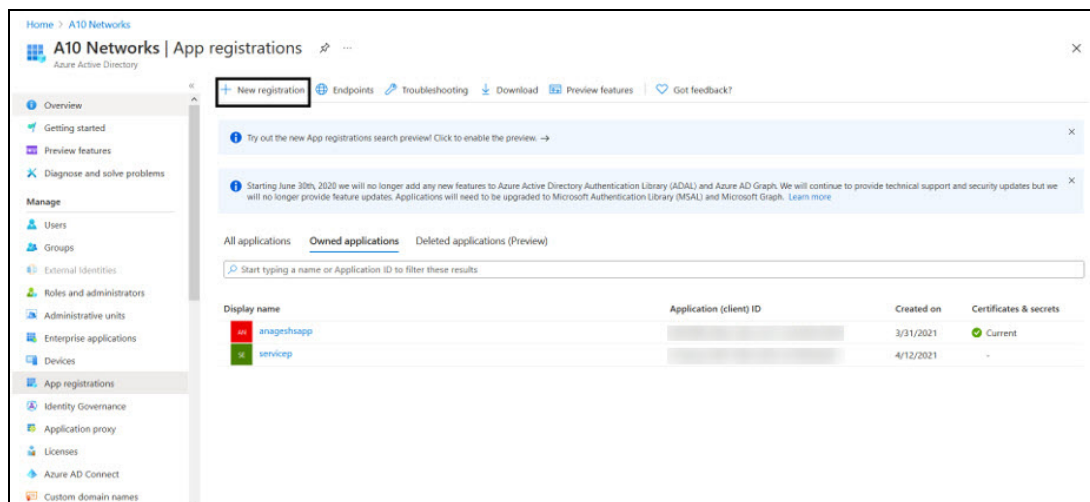 Home > A10 Networks
A10 Networks | App registrations
Azure Active Directory
New registration Endpoints Troubleshooting Download Preview features Got feedback?
Overview
Getting started
Preview features
Diagnose and solve problems
Manage
Users
Groups
External Identities
Roles and administrators
Administrative units
Enterprise applications
Devices
App registrations
Identity Governance
Application proxy
Licenses
Azure AD Connect
Custom domain names
Try out the new App registrations search preview! Click to enable the preview. →
Starting June 30th, 2020 we will no longer add any new features to Azure Active Directory Authentication Library (ADAL) and Azure AD Graph. We will continue to provide technical support and security updates but we
will no longer provide feature updates. Applications will need to be upgraded to Microsoft Authentication Library (MSAL) and Microsoft Graph. Learn more
All applications Owned applications Deleted applications (Preview)
Start typing a name or Application ID to filter these results
Display name Application (client) ID Created on Certificates & secrets
AN anageshsapp 3/31/2021 Current
SE servicep 4/12/2021 -